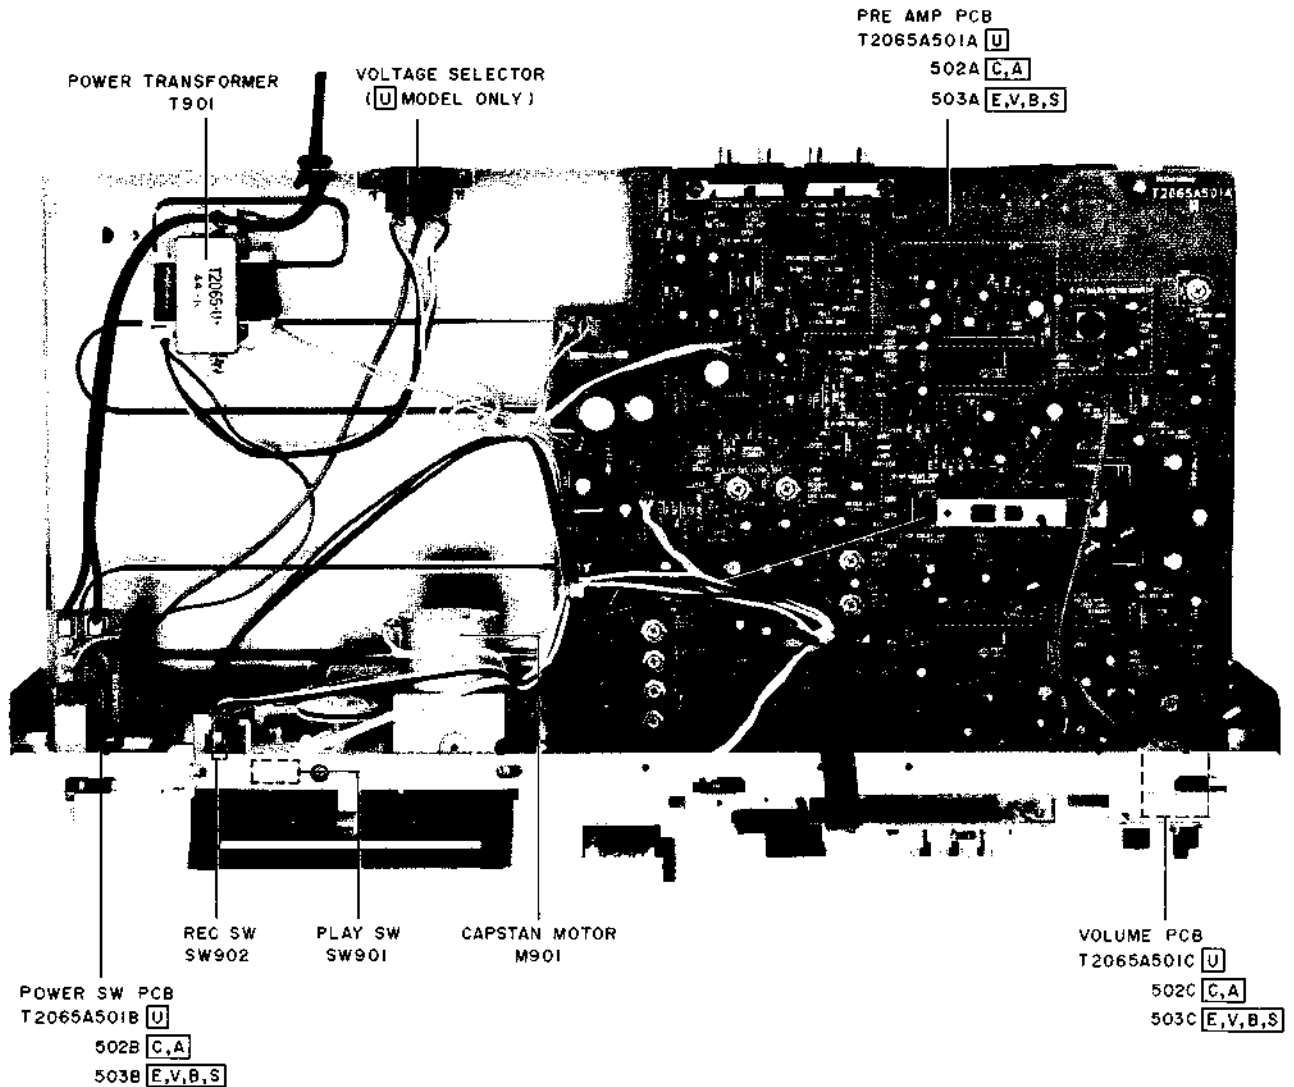 PRE AMP PCB
T2065A501A U
502A C,A
503A E,V,B,S
POWER TRANSFORMER
T901
VOLTAGE SELECTOR
(U MODEL ONLY)
T2065A501A
U
REC SW
SW902
PLAY SW
SW901
CAPSTAN MOTOR
M901
POWER SW PCB
T2065A501B U
502B C,A
503B E,V,B,S
VOLUME PCB
T2065A501C U
502C C,A
503C E,V,B,S